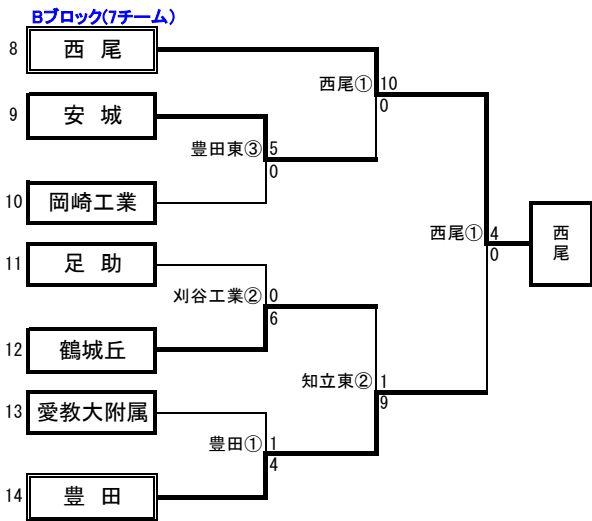 Bブロック(7チーム)
8 西 尾
西尾① 10
0
9 安 城
豊田東③ 5
0
10 岡崎工業
西尾① 4
0
西尾
11 足 助
刈谷工業② 0
6
12 鶴城丘
知立東② 1
9
13 愛教大附属
豊田① 1
4
14 豊 田